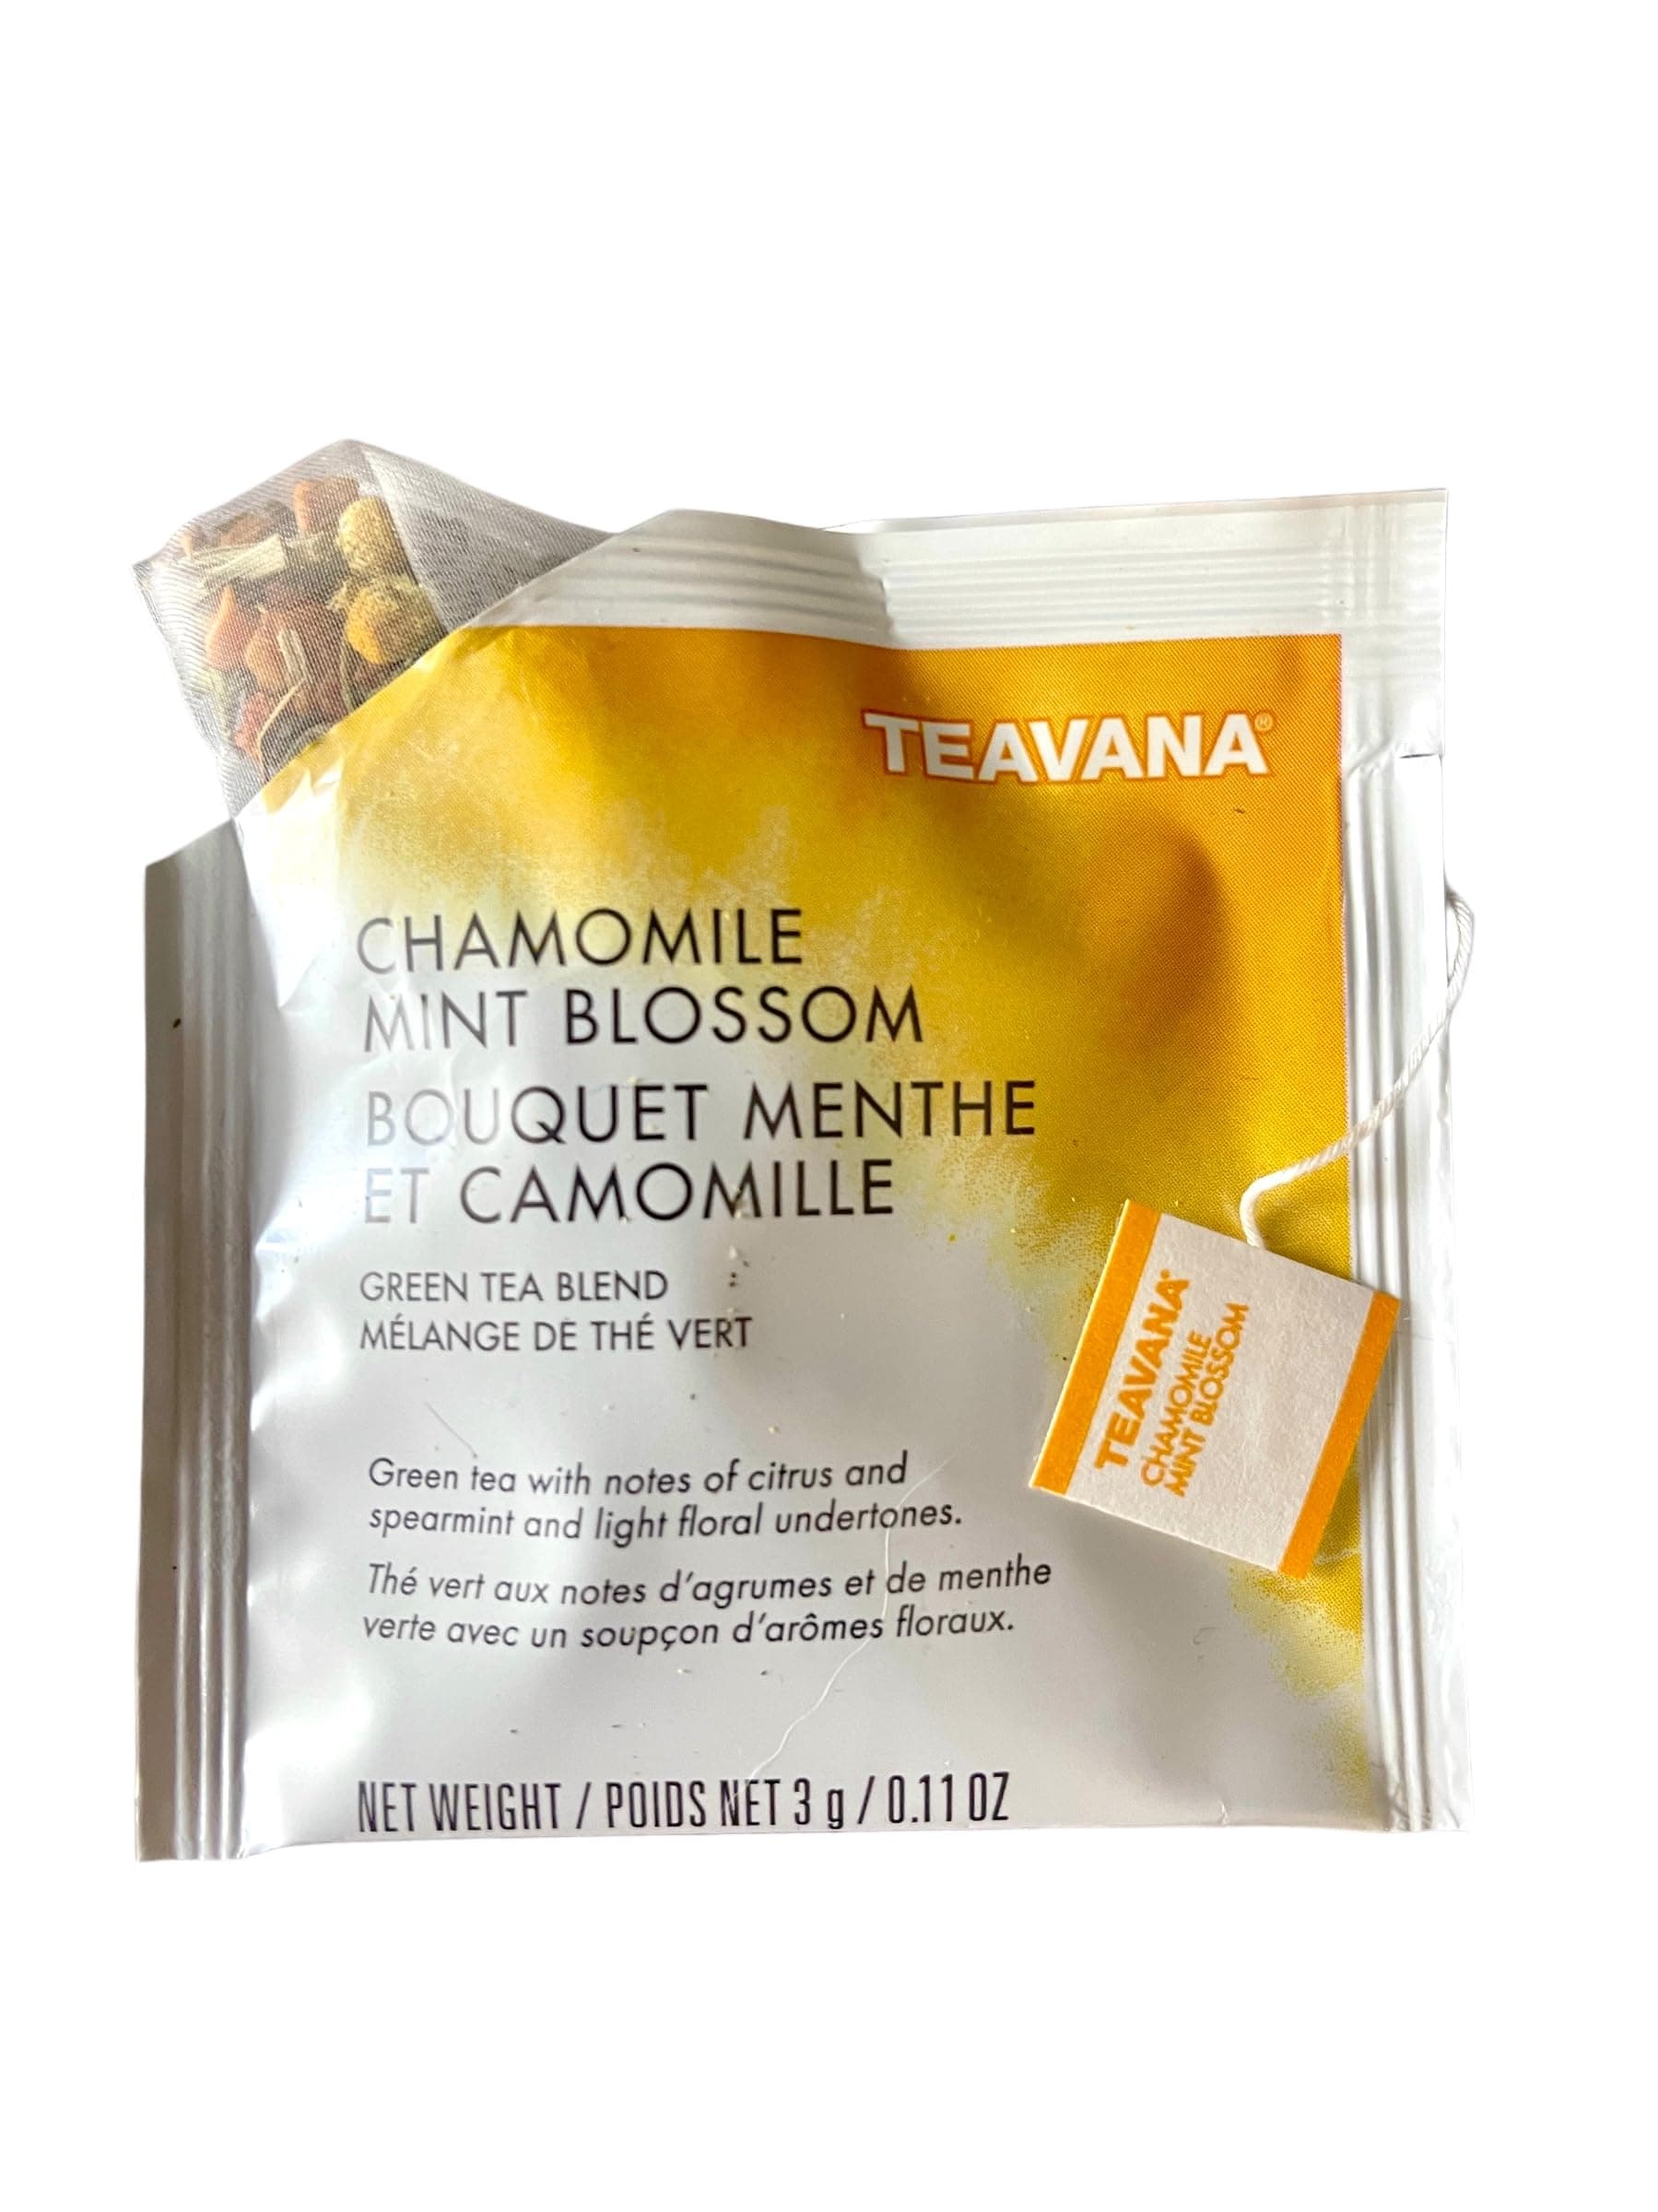 TEAVANA®
CHAMOMILE
MINT BLOSSOM
BOUQUET MENTHE
ET CAMOMILLE
GREEN TEA BLEND
MÉLANGE DE THÉ VERT
Green tea with notes of citrus and
spearmint and light floral undertones.
Thé vert aux notes d'agrumes et de menthe
verte avec un soupçon d'arômes floraux.
NET WEIGHT / POIDS NET 3 g / 0.11 OZ
TEAVANA®
CHAMOMILE
MINT BLOSSOM